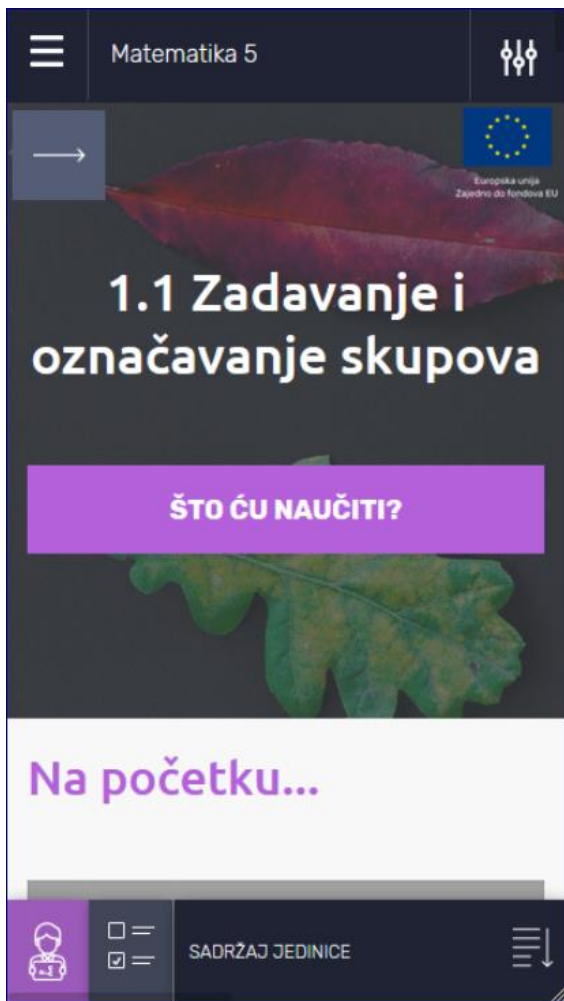 Matematika 5
Europska unija
Zajedno do fondova EU
1.1 Zadavanje i
označavanje skupova
ŠTO ĆU NAUČITI?
Na početku...
SADRŽAJ JEDINICE